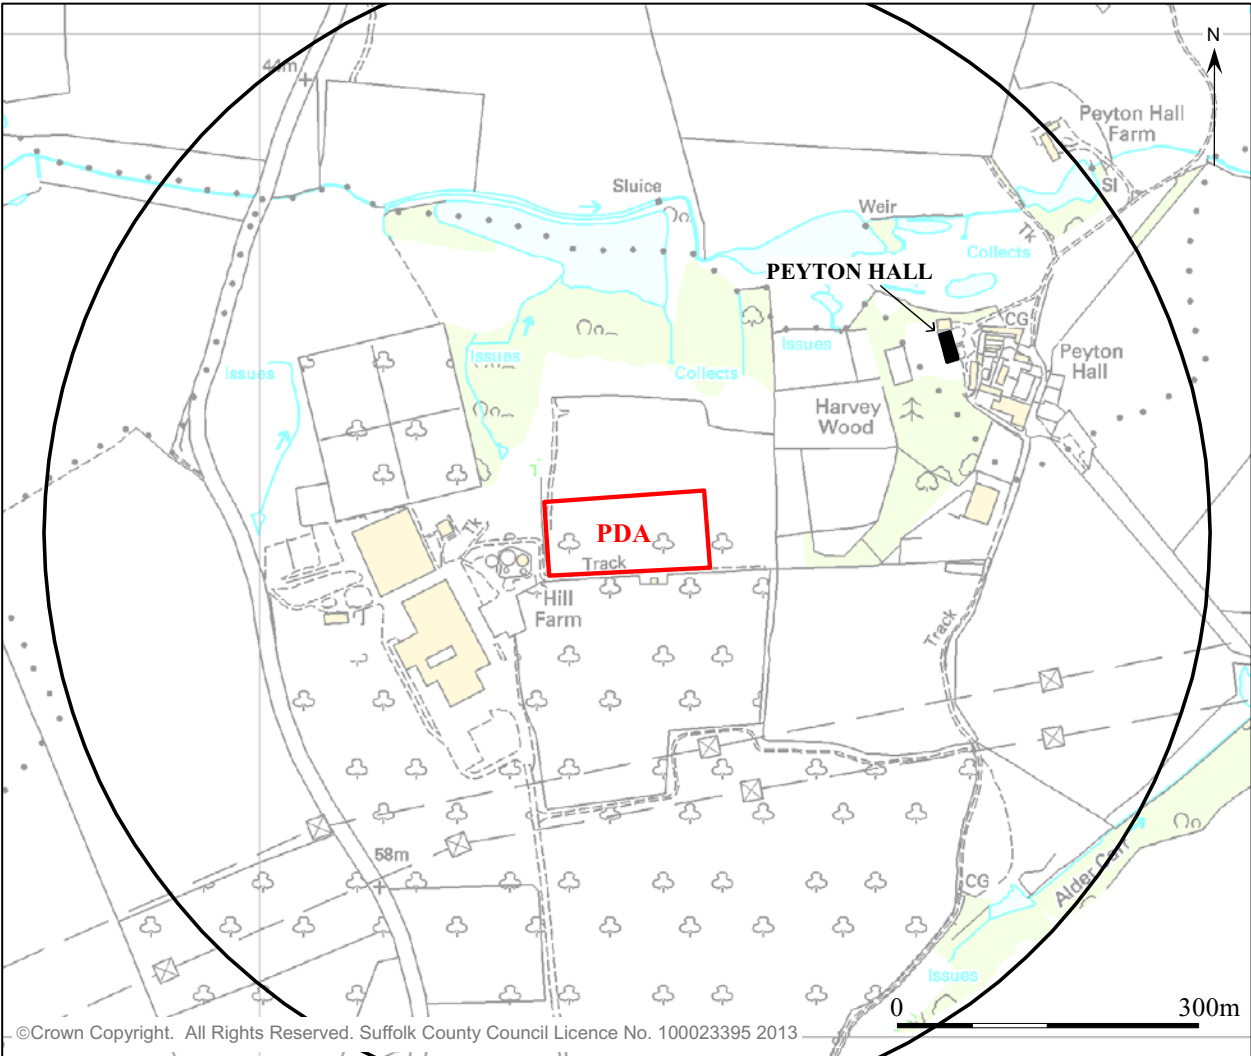 N
44m
Peyton Hall
Farm
Sluice
SI
Weir
Tk
Collects
PEYTON HALL
CG
Issues
Issues
Issues
Peyton
Hall
Collects
Harvey
Wood
PDA
Tk
Track
Hill
Farm
Track
58m
CG
Alder Carr
Issues
0
300m
©Crown Copyright. All Rights Reserved. Suffolk County Council Licence No. 100023395 2013